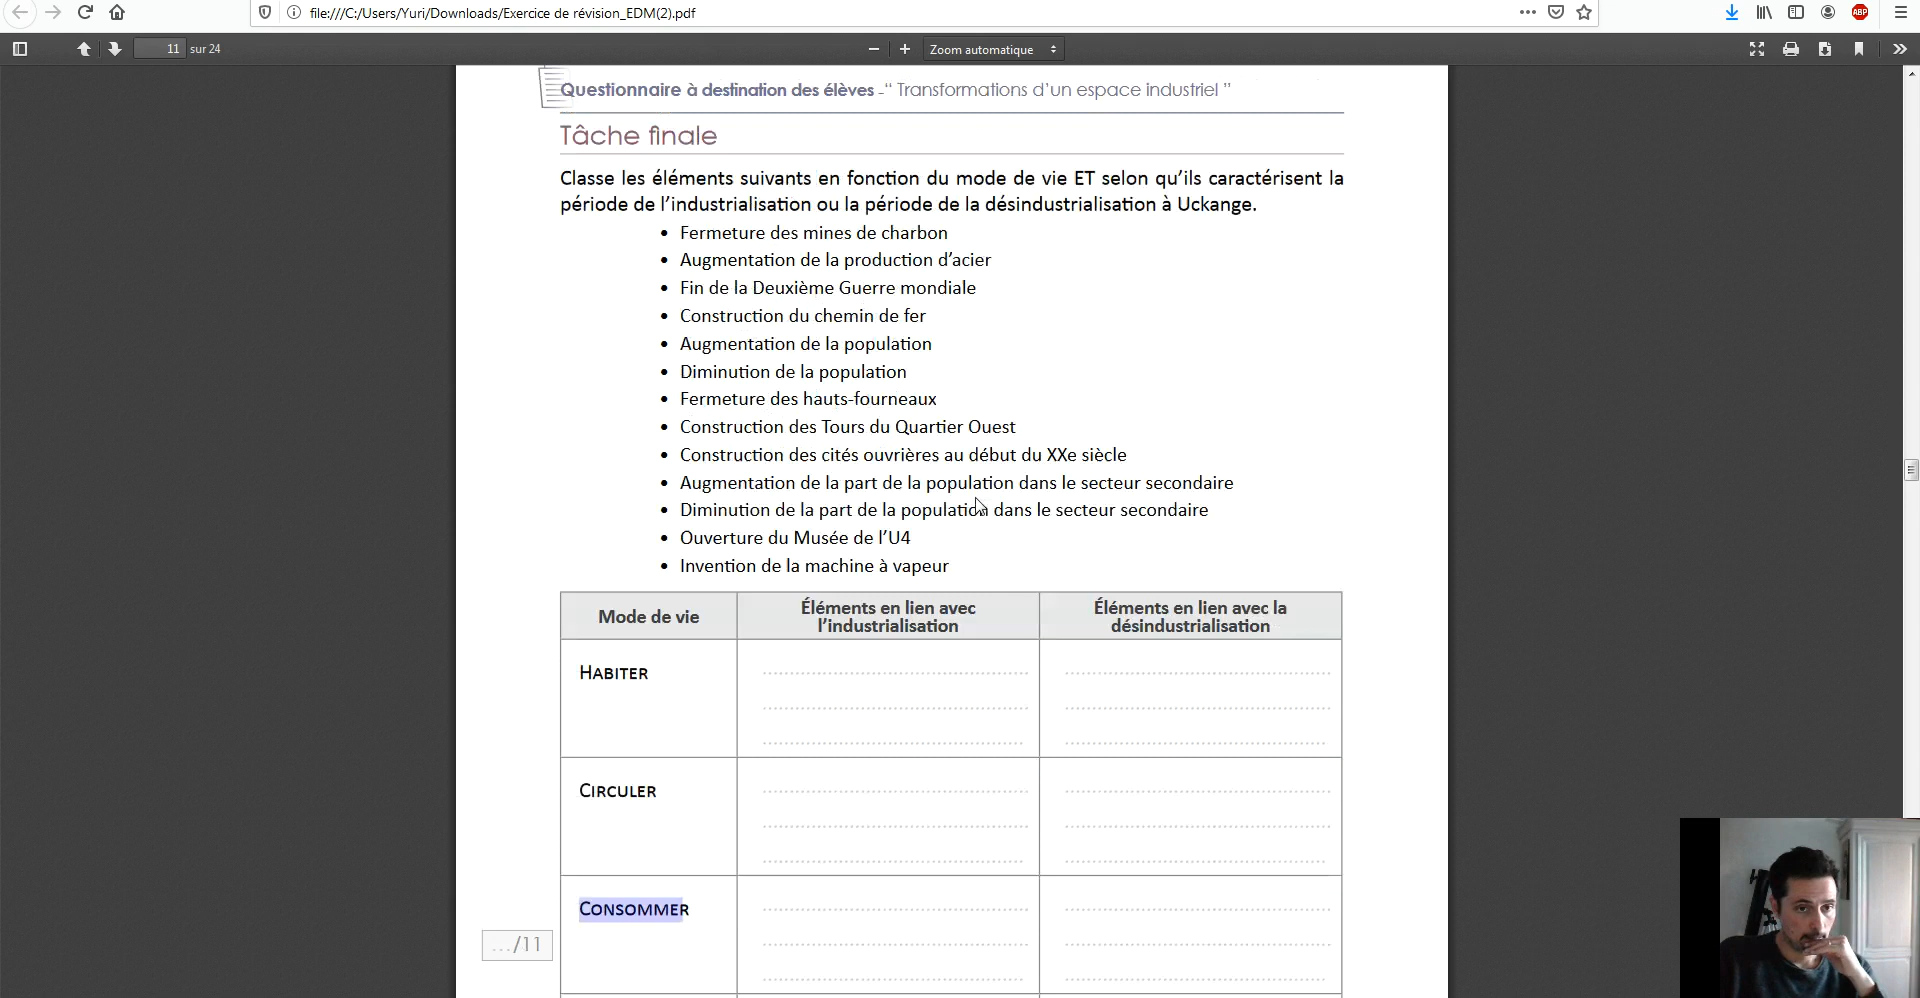 file:///C:/Users/Yuri/Downloads/Exercice de révision_EDM(2).pdf
ABP
11 sur 24
Zoom automatique
Questionnaire à destination des élèves -“ Transformations d’un espace industriel ”
Tâche finale
Classe les éléments suivants en fonction du mode de vie ET selon qu’ils caractérisent la
période de l’industrialisation ou la période de la désindustrialisation à Uckange.
• Fermeture des mines de charbon
• Augmentation de la production d’acier
• Fin de la Deuxième Guerre mondiale
• Construction du chemin de fer
• Augmentation de la population
• Diminution de la population
• Fermeture des hauts-fourneaux
• Construction des Tours du Quartier Ouest
• Construction des cités ouvrières au début du XXe siècle
• Augmentation de la part de la population dans le secteur secondaire
• Diminution de la part de la population dans le secteur secondaire
• Ouverture du Musée de l’U4
• Invention de la machine à vapeur
Mode de vie
Éléments en lien avec
l’industrialisation
Éléments en lien avec la
désindustrialisation
HABITER
CIRCULER
CONSOMMER
.../11